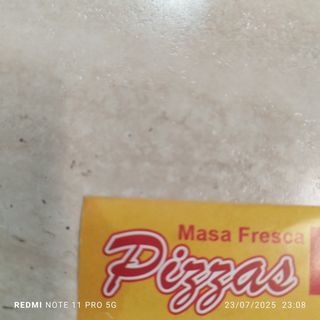 Masa Fresca
Pizzas
REDMI NOTE 11 PRO 5G
23/07/2025 23:08